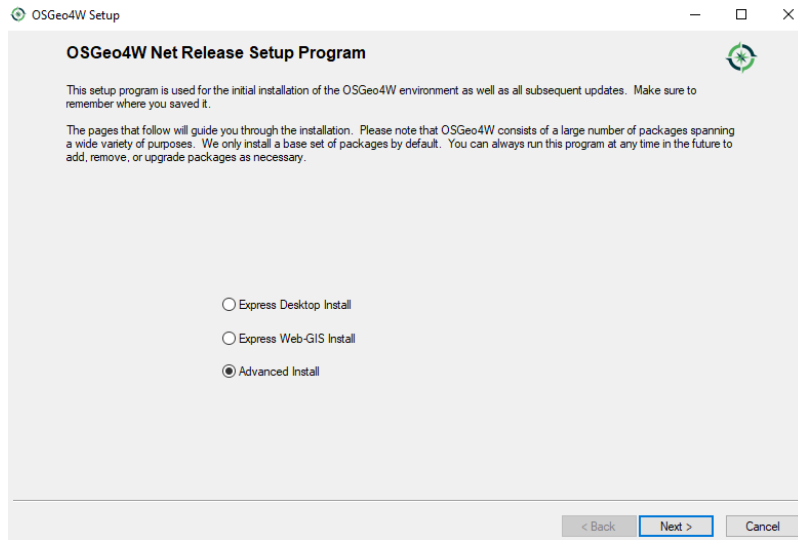 OSGeo4W Setup
OSGeo4W Net Release Setup Program
This setup program is used for the initial installation of the OSGeo4W environment as well as all subsequent updates. Make sure to
remember where you saved it.
The pages that follow will guide you through the installation. Please note that OSGeo4W consists of a large number of packages spanning
a wide variety of purposes. We only install a base set of packages by default. You can always run this program at any time in the future to
add, remove, or upgrade packages as necessary.
Express Desktop Install
Express Web-GIS Install
Advanced Install
< Back Next > Cancel